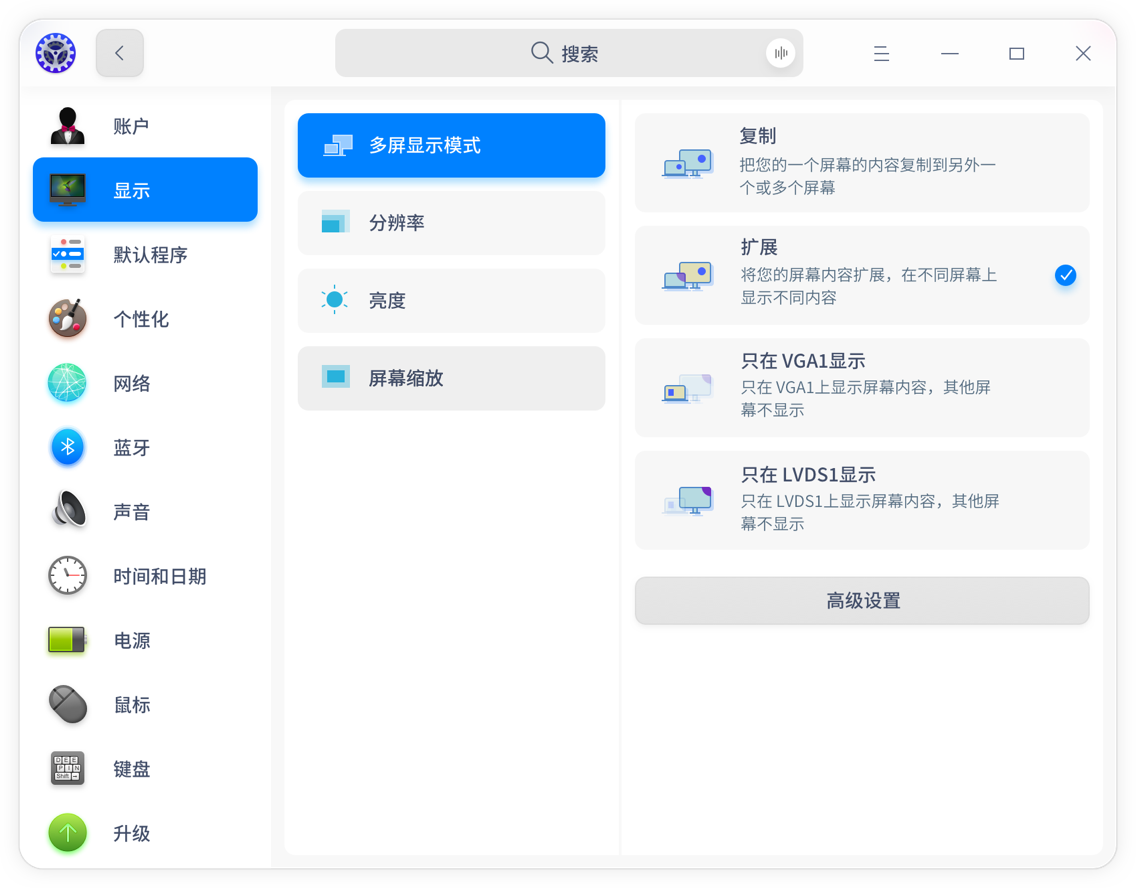 搜索
账户
显示
默认程序
个性化
网络
蓝牙
声音
时间和日期
电源
鼠标
键盘
升级
多屏显示模式
分辨率
亮度
屏幕缩放
复制
把您的一个屏幕的内容复制到另外一
个或多个屏幕
扩展
将您的屏幕内容扩展，在不同屏幕上
显示不同内容
只在 VGA1显示
只在 VGA1上显示屏幕内容，其他屏
幕不显示
只在 LVDS1显示
只在 LVDS1上显示屏幕内容，其他屏
幕不显示
高级设置
DEE
PIN
Shift